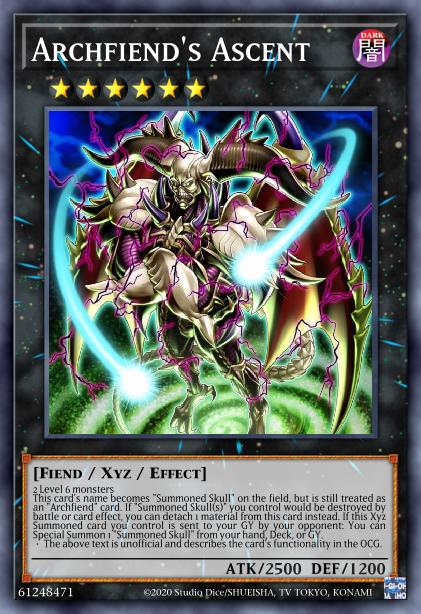 ARCHFIEND'S ASCENT
DARK
闇
[FIEND / XYZ / EFFECT]
2 Level 6 monsters
This card's name becomes "Summoned Skull" on the field, but is still treated as
an "Archfiend" card. If "Summoned Skull(s)" you control would be destroyed by
battle or card effect, you can detach 1 material from this card instead. If this Xyz
Summoned card you control is sent to your GY by your opponent: You can
Special Summon 1 "Summoned Skull" from your hand, Deck, or GY.
· The above text is unofficial and describes the card's functionality in the OCG.
ATK/2500 DEF/1200
61248471
©2020 Studio Dice/SHUEISHA, TV TOKYO, KONAMI